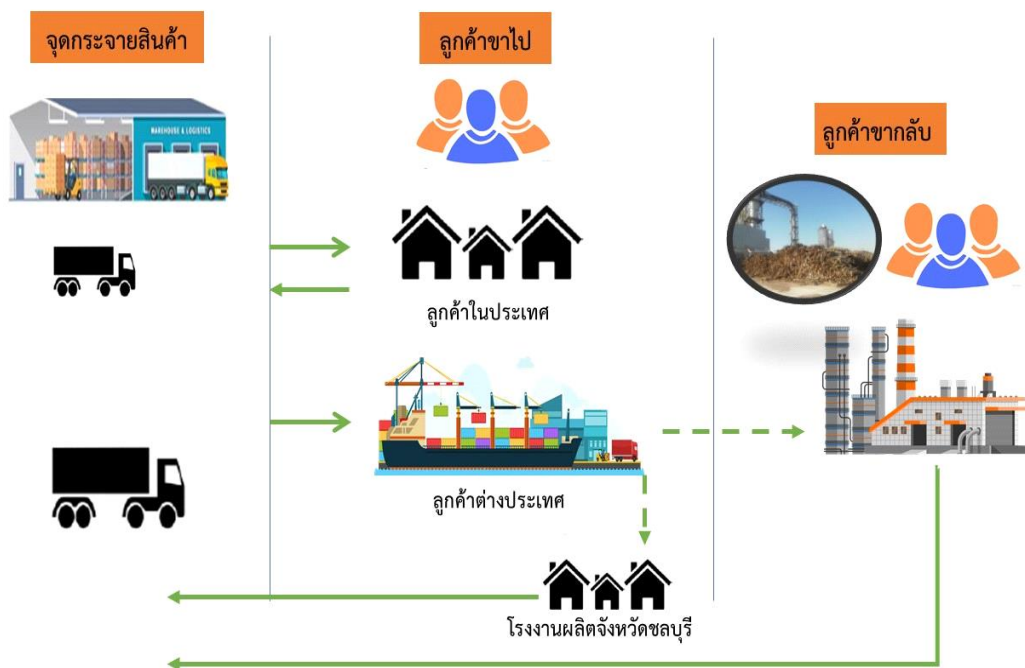 จุดกระจายสินค้า
ลูกค้าขาไป
ลูกค้าขากลับ
WAREHOUSE & LOGISTICS
ลูกค้าในประเทศ
ลูกค้าต่างประเทศ
โรงงานผลิตจังหวัดชลบุรี